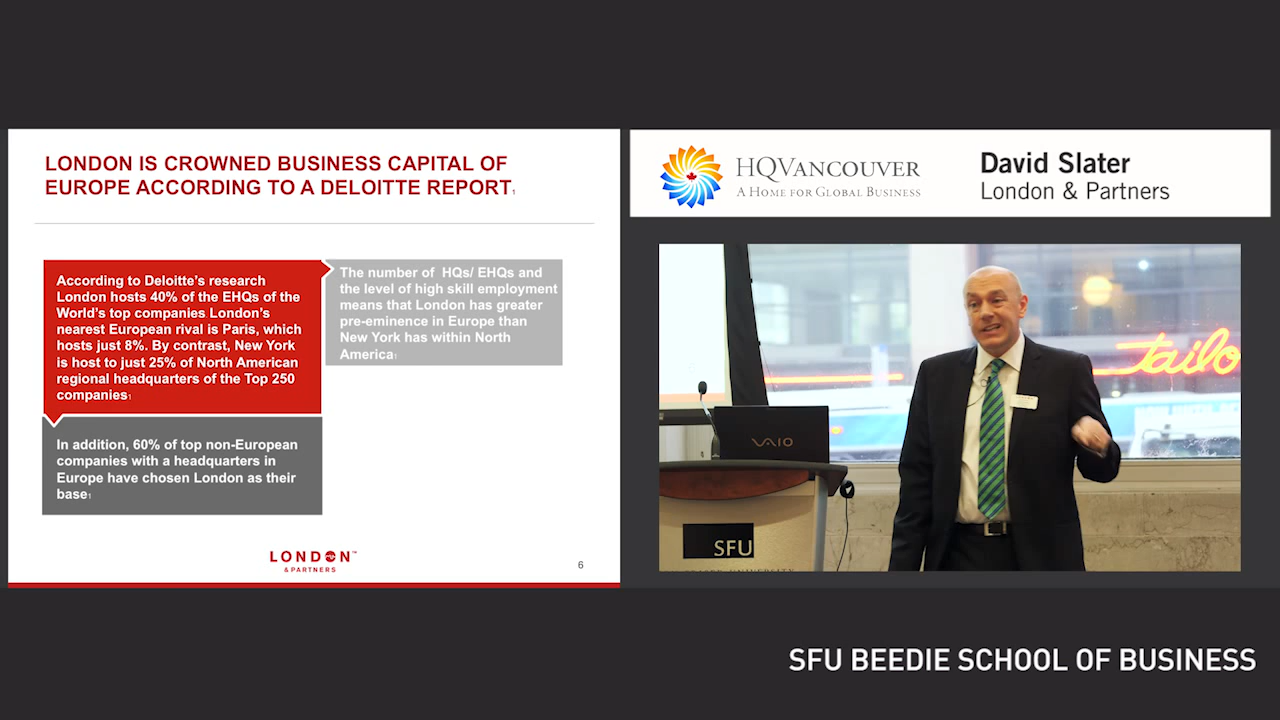 LONDON IS CROWNED BUSINESS CAPITAL OF
EUROPE ACCORDING TO A DELOITTE REPORT1
According to Deloitte's research
London hosts 40% of the EHQs of the
World's top companies London's
nearest European rival is Paris, which
hosts just 8%. By contrast, New York
is host to just 25% of North American
regional headquarters of the Top 250
companies1
The number of HQs/ EHQs and
the level of high skill employment
means that London has greater
pre-eminence in Europe than
New York has within North
America1
In addition, 60% of top non-European
companies with a headquarters in
Europe have chosen London as their
base1
LONDON™
& PARTNERS
6
HQVANCOUVER
A HOME FOR GLOBAL BUSINESS
David Slater
London & Partners
tailo
VAIO
SFU
SFU BEEDIE SCHOOL OF BUSINESS